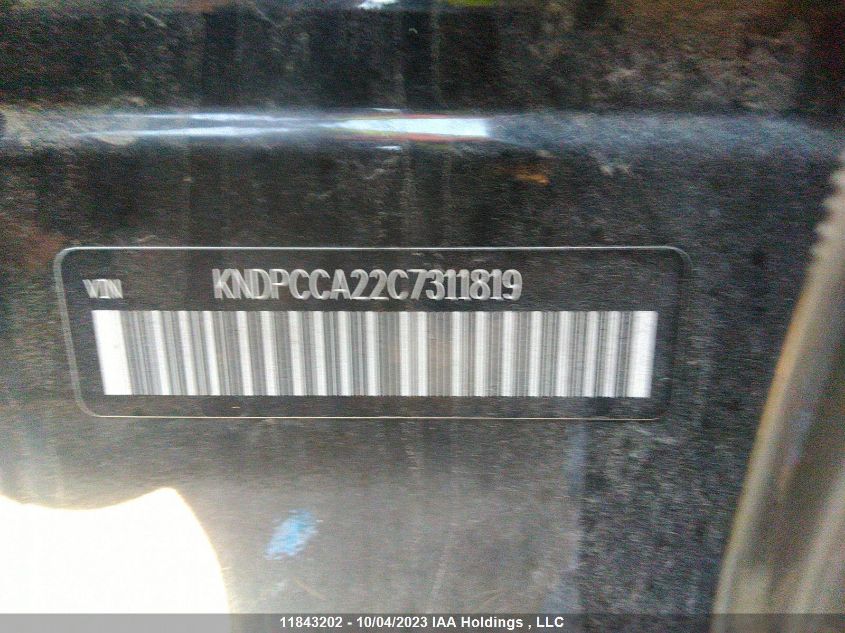 VIN KNDPCCA22C7311819
11843202 - 10/04/2023 IAA Holdings , LLC